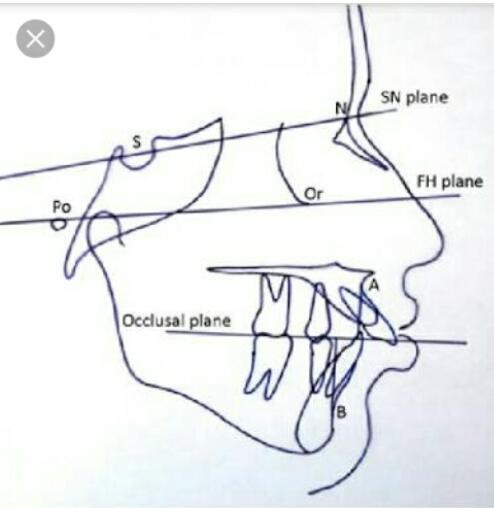 SN plane
N
S
FH plane
Or
Po
A
Occlusal plane
B